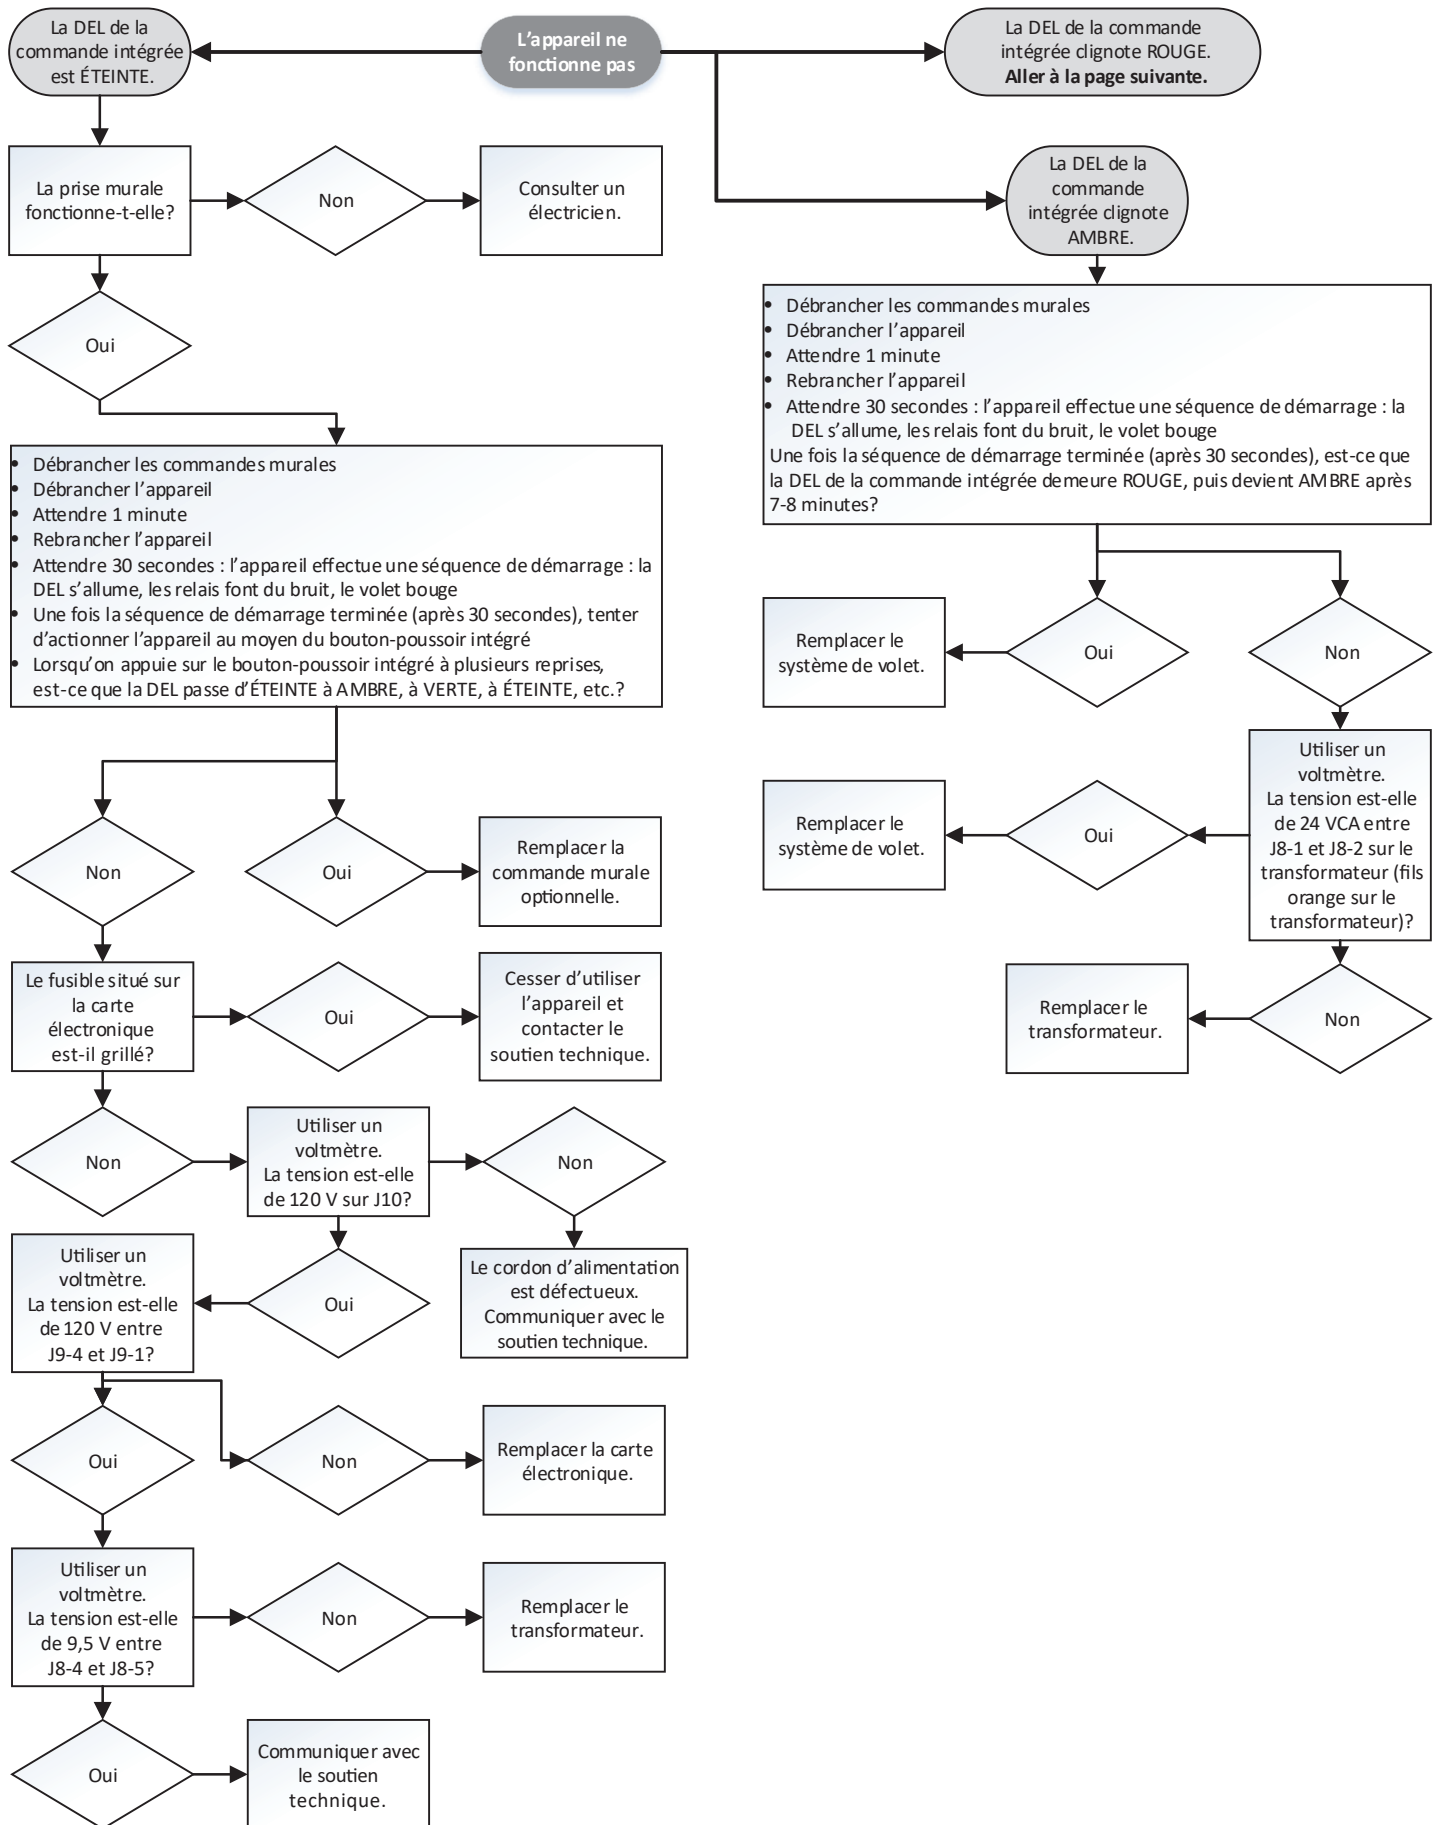 L'appareil ne
fonctionne pas
La DEL de la
commande intégrée
est ÉTEINTE.
La DEL de la commande
intégrée clignote ROUGE.
Aller à la page suivante.
La DEL de la
commande
intégrée clignote
AMBRE.
La prise murale
fonctionne-t-elle?
Non
Consulter un
électricien.
Oui
• Débrancher les commandes murales
• Débrancher l'appareil
• Attendre 1 minute
• Rebrancher l'appareil
• Attendre 30 secondes : l'appareil effectue une séquence de démarrage : la
DEL s'allume, les relais font du bruit, le volet bouge
• Une fois la séquence de démarrage terminée (après 30 secondes), tenter
d'actionner l'appareil au moyen du bouton-poussoir intégré
• Lorsqu'on appuie sur le bouton-poussoir intégré à plusieurs reprises,
est-ce que la DEL passe d'ÉTEINTE à AMBRE, à VERTE, à ÉTEINTE, etc.?
Non
Oui
Remplacer la
commande murale
optionnelle.
Le fusible situé sur
la carte
électronique
est-il grillé?
Oui
Cesser d'utiliser
l'appareil et
contacter le
soutien technique.
Non
Utiliser un
voltmètre.
La tension est-elle
de 120 V sur J10?
Non
Le cordon d'alimentation
est défectueux.
Communiquer avec le
soutien technique.
Oui
Utiliser un
voltmètre.
La tension est-elle
de 120 V entre
J9-4 et J9-1?
Oui
Non
Remplacer la carte
électronique.
Utiliser un
voltmètre.
La tension est-elle
de 9,5 V entre
J8-4 et J8-5?
Non
Remplacer le
transformateur.
Oui
Communiquer avec
le soutien
technique.
• Débrancher les commandes murales
• Débrancher l'appareil
• Attendre 1 minute
• Rebrancher l'appareil
• Attendre 30 secondes : l'appareil effectue une séquence de démarrage : la
DEL s'allume, les relais font du bruit, le volet bouge
Une fois la séquence de démarrage terminée (après 30 secondes), est-ce que
la DEL de la commande intégrée demeure ROUGE, puis devient AMBRE après
7-8 minutes?
Remplacer le
système de volet.
Oui
Non
Utiliser un
voltmètre.
La tension est-elle
de 24 VCA entre
J8-1 et J8-2 sur le
transformateur (fils
orange sur le
transformateur)?
Oui
Remplacer le
système de volet.
Non
Remplacer le
transformateur.